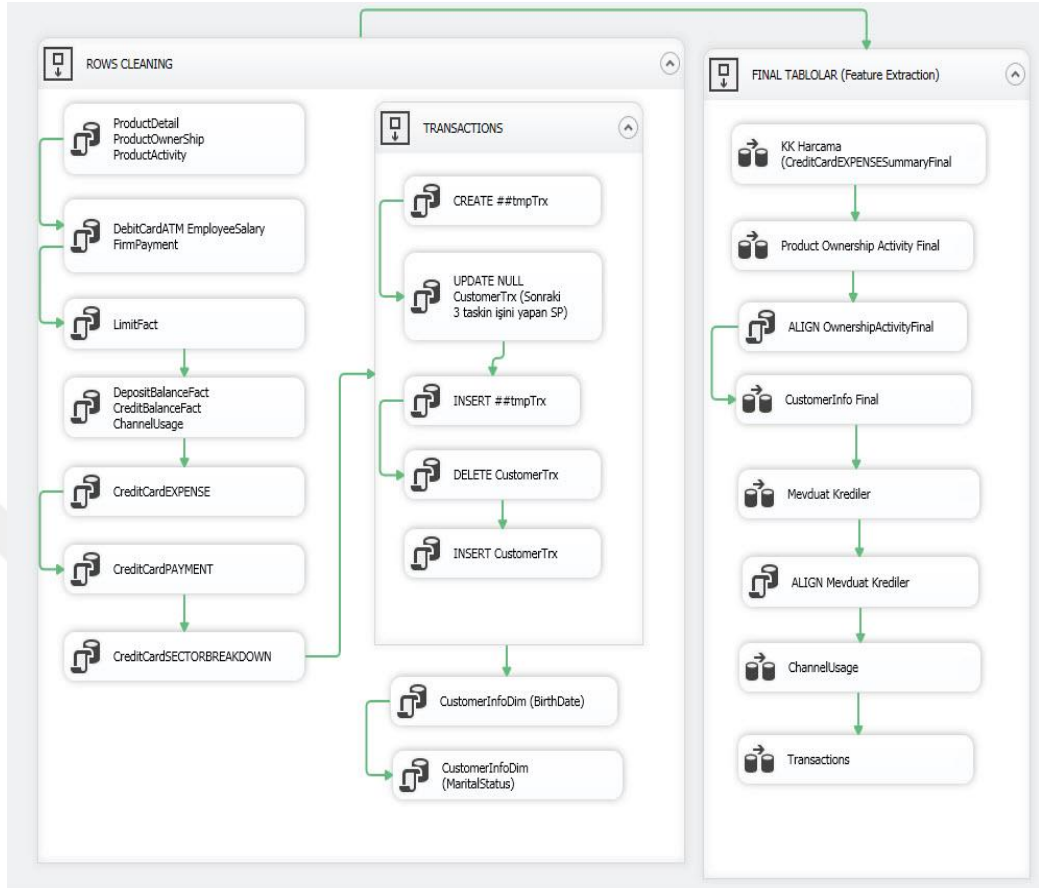 ROWS CLEANING
ProductDetail
ProductOwnerShip
ProductActivity
DebitCardATM EmployeeSalary
FirmPayment
LimitFact
DepositBalanceFact
CreditBalanceFact
ChannelUsage
CreditCardEXPENSE
CreditCardPAYMENT
CreditCardSECTORBREAKDOWN
TRANSACTIONS
CREATE ##tmpTrx
UPDATE NULL
CustomerTrx (Sonraki
3 taskin işini yapan SP)
INSERT ##tmpTrx
DELETE CustomerTrx
INSERT CustomerTrx
CustomerInfoDim (BirthDate)
CustomerInfoDim
(MaritalStatus)
FINAL TABLOLAR (Feature Extraction)
KK Harcama
(CreditCardEXPENSESummaryFinal
Product Ownership Activity Final
ALIGN OwnershipActivityFinal
CustomerInfo Final
Mevduat Krediler
ALIGN Mevduat Krediler
ChannelUsage
Transactions